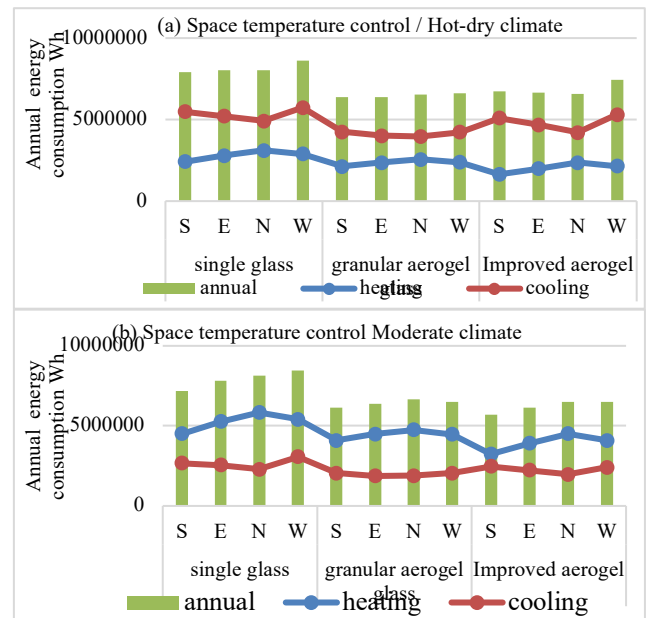 (a) Space temperature control / Hot-dry climate
10000000
5000000
0
Annual energy
consumption Wh
S E N W S E N W S E N W
single glass granular aerogel glass Improved aerogel
annual heating cooling
(b) Space temperature control Moderate climate
10000000
5000000
0
Annual energy
consumption Wh
S E N W S E N W S E N W
single glass granular aerogel glass Improved aerogel
annual heating cooling